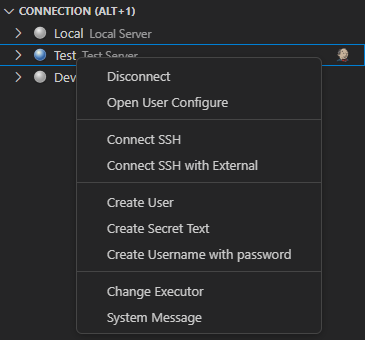 CONNECTION (ALT+1)
Local Local Server
Test Test Server
Dev
Disconnect
Open User Configure
Connect SSH
Connect SSH with External
Create User
Create Secret Text
Create Username with password
Change Executor
System Message